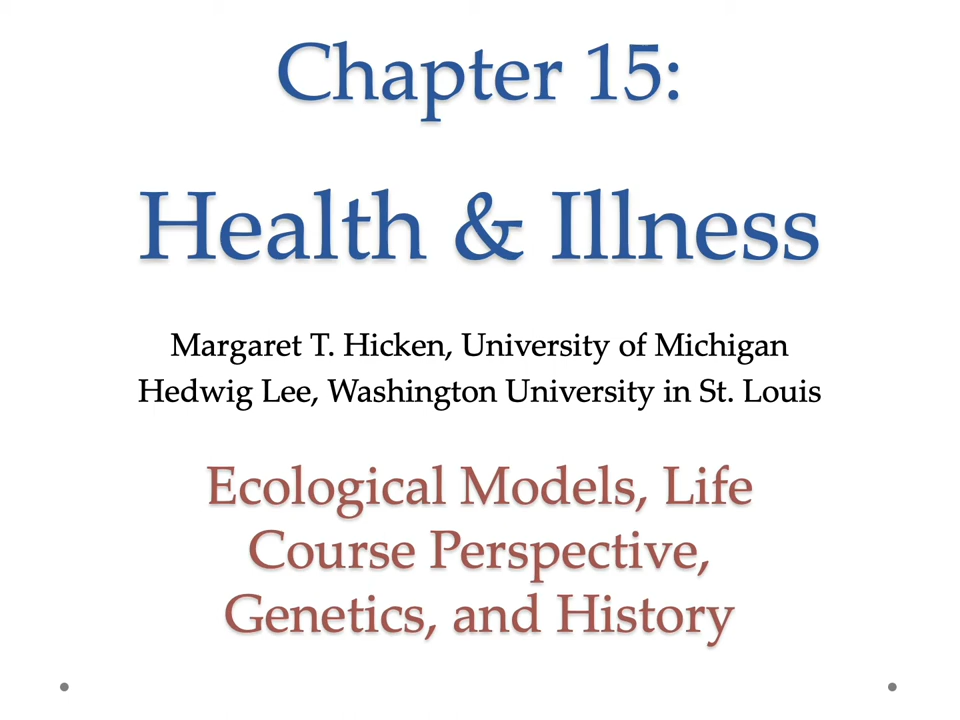 Chapter 15:
Health & Illness
Margaret T. Hicken, University of Michigan
Hedwig Lee, Washington University in St. Louis
Ecological Models, Life
Course Perspective,
Genetics, and History